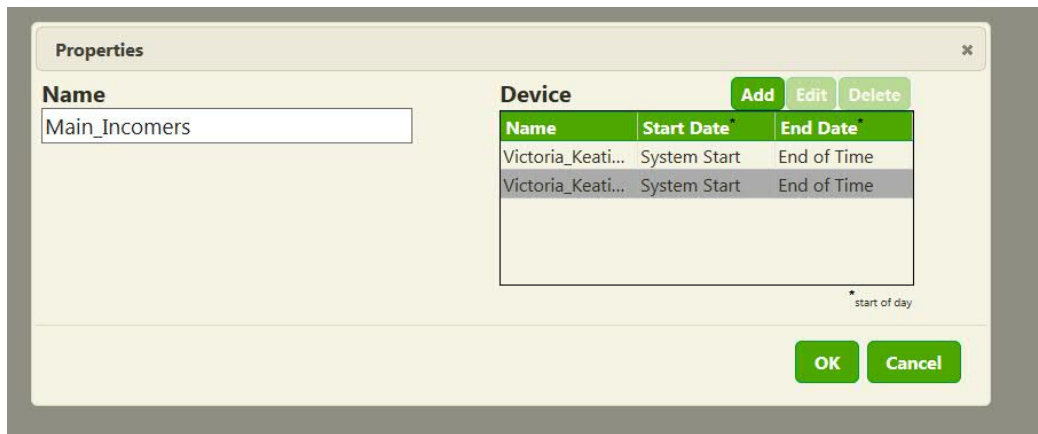 Properties
Name
Main_Incomers
Device
Add Edit Delete
Name Start Date* End Date*
Victoria_Keati... System Start End of Time
Victoria_Keati... System Start End of Time
*start of day
OK Cancel